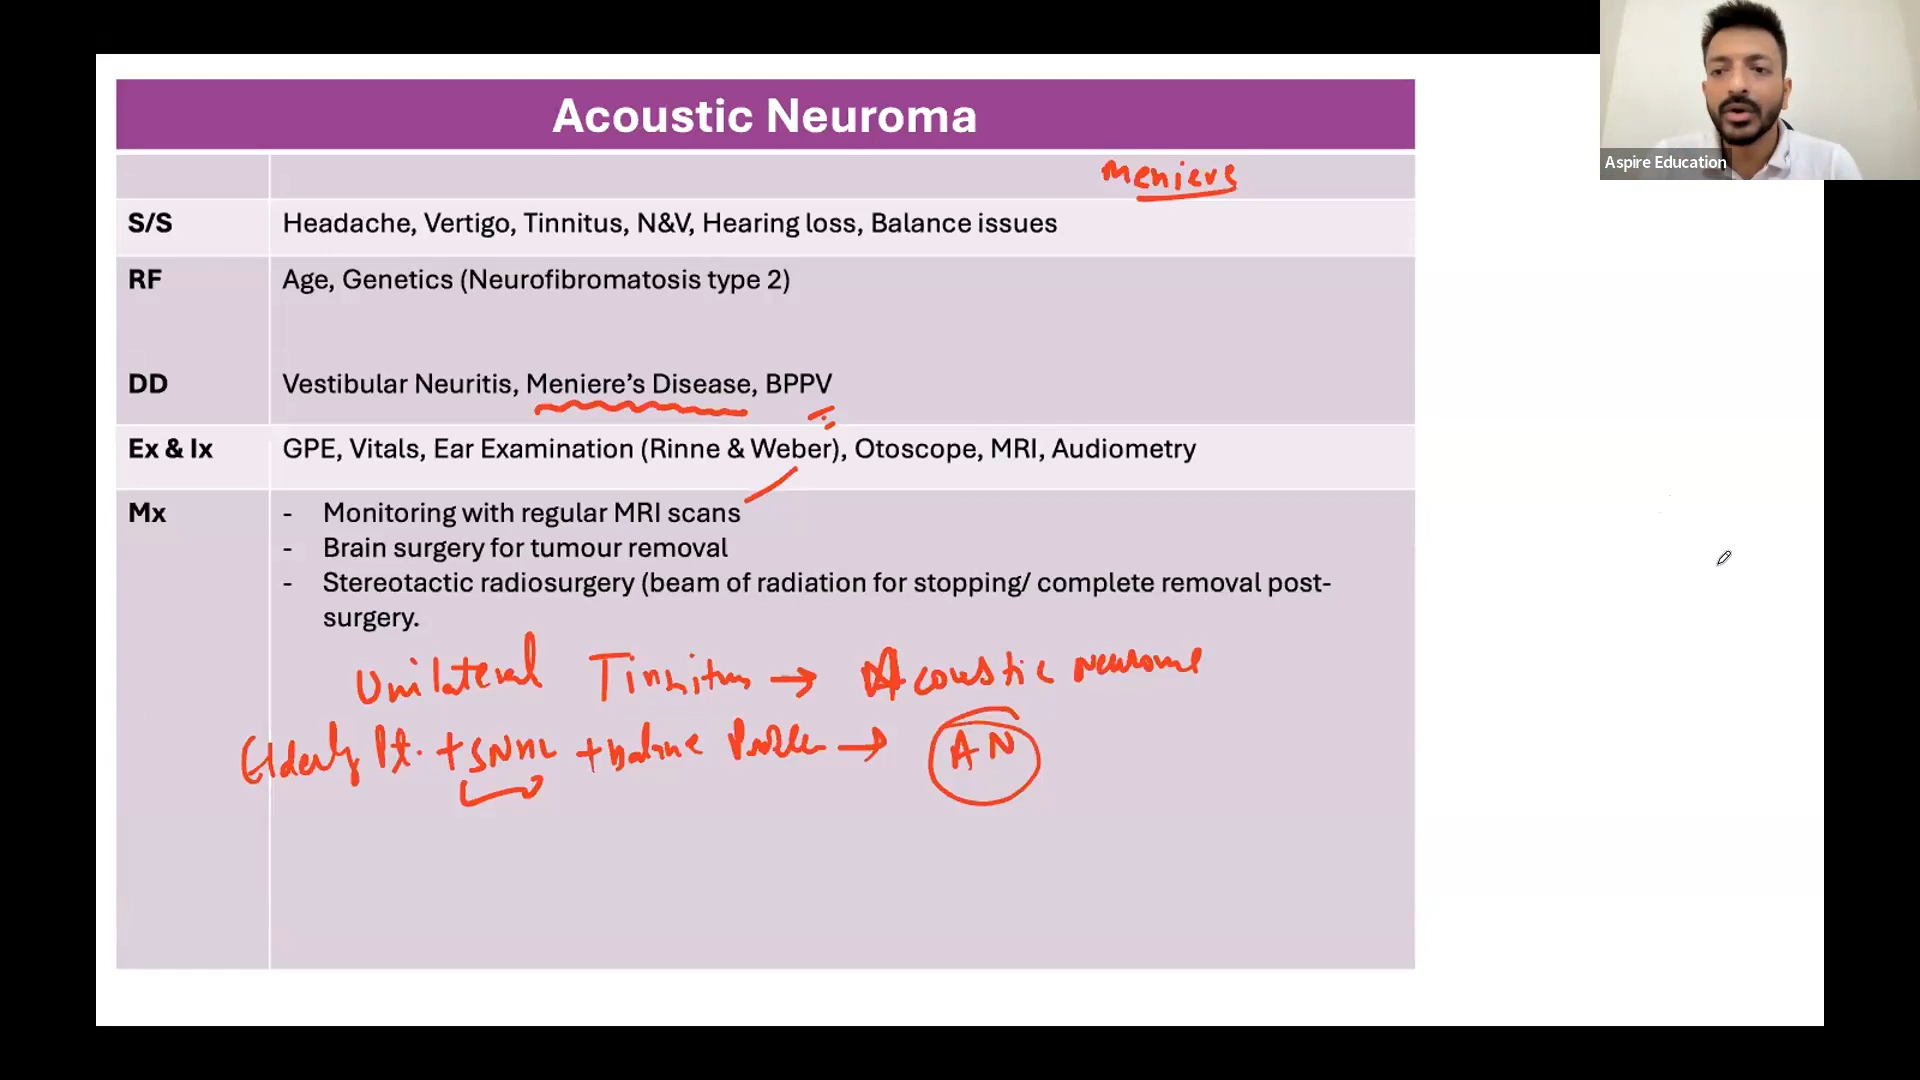 Acoustic Neuroma
Meniers
Aspire Education
S/S Headache, Vertigo, Tinnitus, N&V, Hearing loss, Balance issues
RF Age, Genetics (Neurofibromatosis type 2)
DD Vestibular Neuritis, Meniere’s Disease, BPPV
Ex & Ix GPE, Vitals, Ear Examination (Rinne & Weber), Otoscope, MRI, Audiometry
Mx - Monitoring with regular MRI scans
- Brain surgery for tumour removal
- Stereotactic radiosurgery (beam of radiation for stopping/ complete removal post-
surgery.
Unilateral Tinnitus → Acoustic neuroma
Elderly Pt. + SNHL + balance Problem → AN